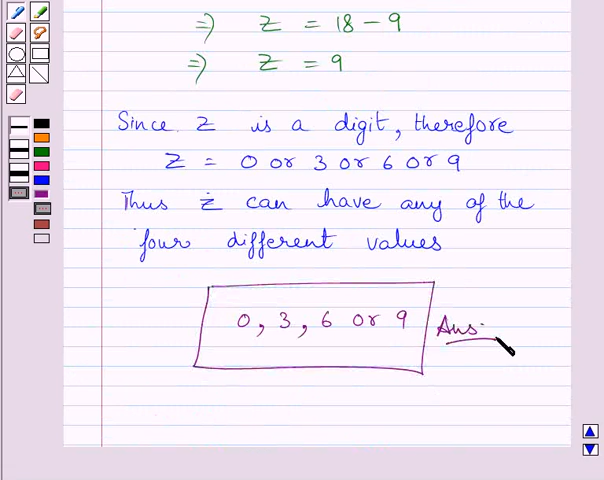 ⇒ z = 18 - 9
⇒ z = 9
Since z is a digit, therefore
z = 0 or 3 or 6 or 9
Thus z can have any of the
four different values
0, 3, 6 or 9 Ans.